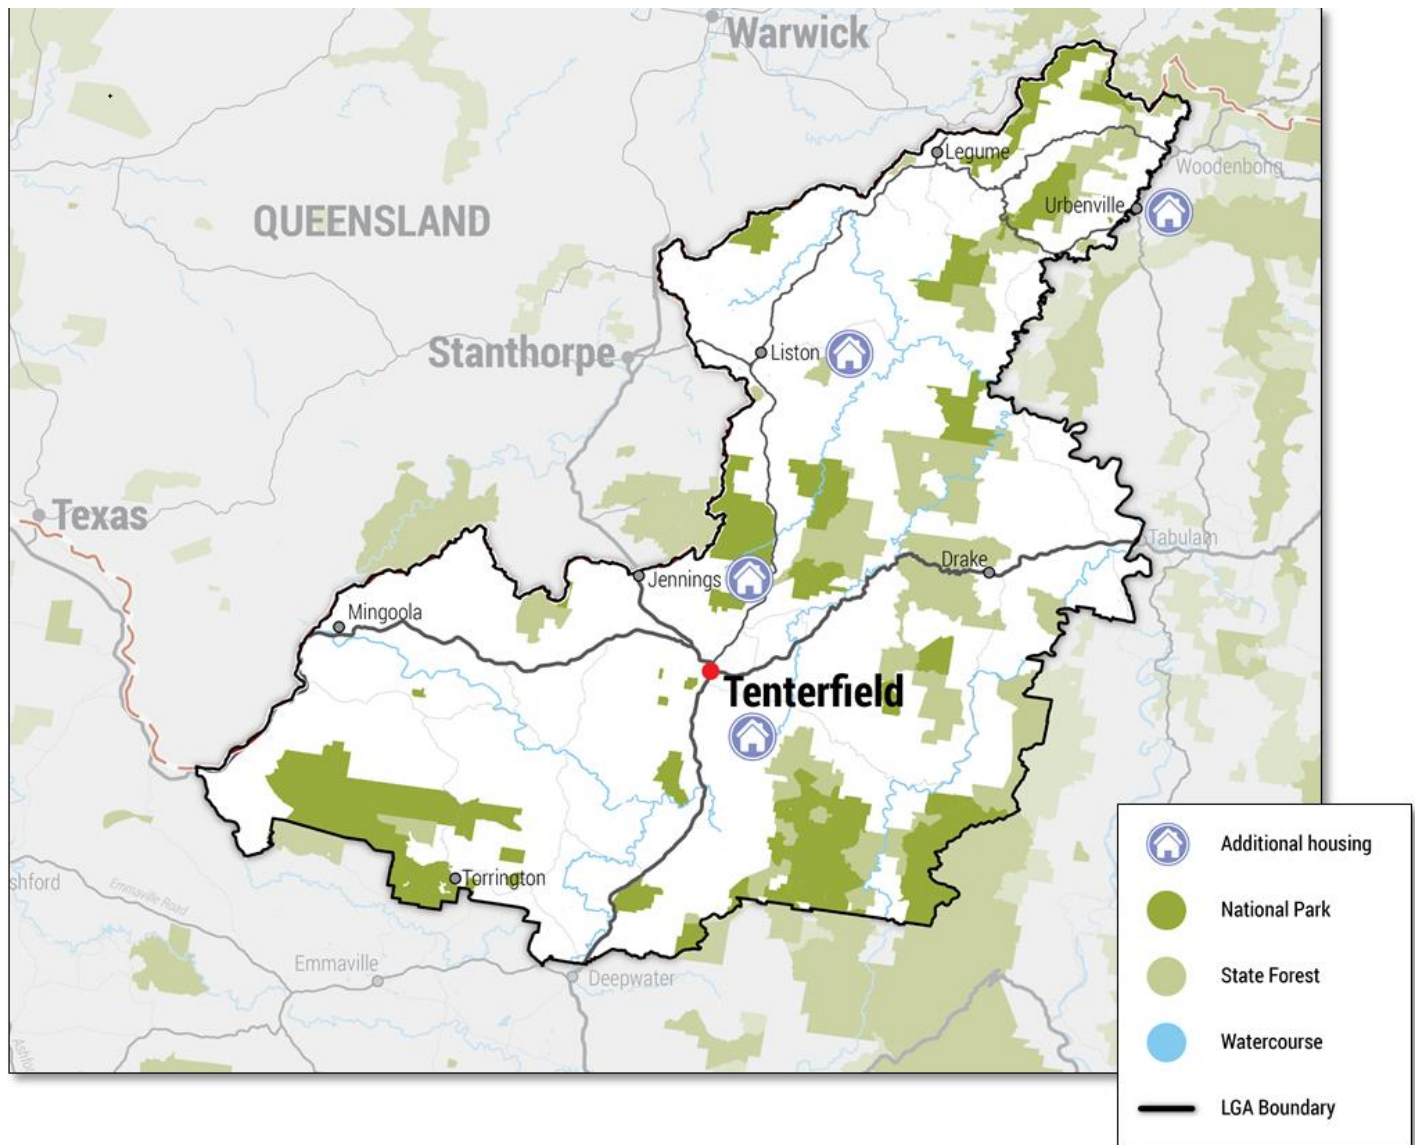 Warwick
Legume
Woodenbong
QUEENSLAND
Urbenville
Stanthorpe
Liston
Texas
Tabulam
Drake
Jennings
Mingoola
Tenterfield
Additional housing
Torrington
shford
Emmaville Road
National Park
Emmaville
Deepwater
State Forest
Watercourse
Ashfo
LGA Boundary